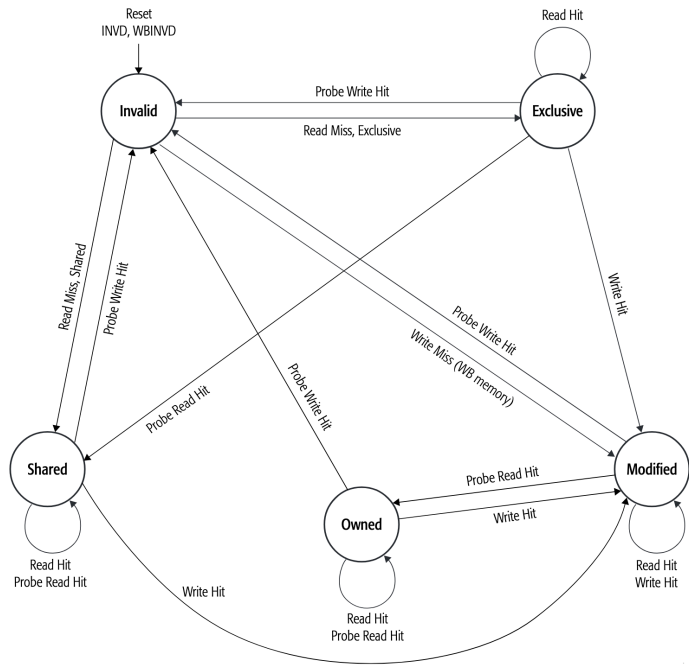 Reset
INVD, WBINVD
Read Hit
Invalid
Probe Write Hit
Exclusive
Read Miss, Exclusive
Read Miss, Shared
Probe Write Hit
Write Hit
Probe Write Hit
Write Miss (WB memory)
Probe Write Hit
Probe Read Hit
Shared
Probe Read Hit
Modified
Write Hit
Owned
Read Hit
Probe Read Hit
Read Hit
Write Hit
Write Hit
Read Hit
Probe Read Hit